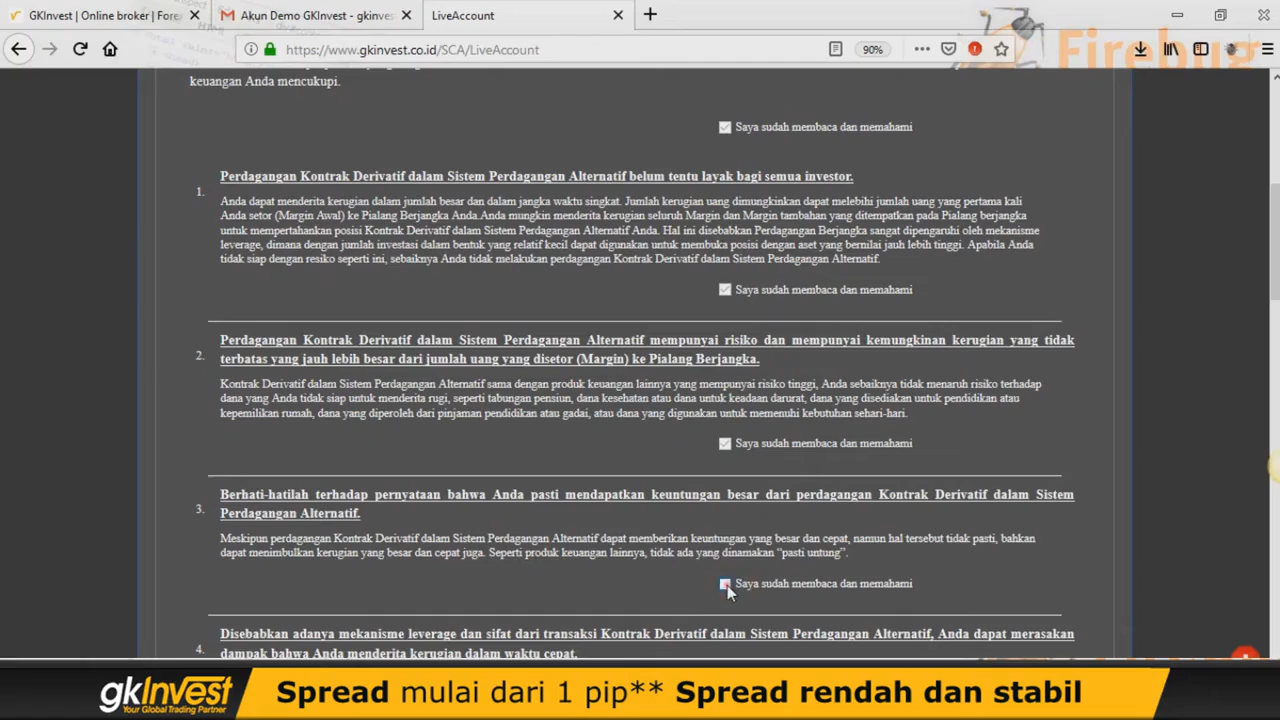 GKInvest | Online broker | Fore
Akun Demo GKInvest - gkinves
LiveAccount
https://www.gkinvest.co.id/SCA/LiveAccount
90%
Firebug
keuangan Anda mencukupi.
Saya sudah membaca dan memahami
Perdagangan Kontrak Derivatif dalam Sistem Perdagangan Alternatif belum tentu layak bagi semua investor.
1.
Anda dapat menderita kerugian dalam jumlah besar dan dalam jangka waktu singkat. Jumlah kerugian uang dimungkinkan dapat melebihi jumlah uang yang pertama kali
Anda setor (Margin Awal) ke Pialang Berjangka Anda.Anda mungkin menderita kerugian seluruh Margin dan Margin tambahan yang ditempatkan pada Pialang berjangka
untuk mempertahankan posisi Kontrak Derivatif dalam Sistem Perdagangan Alternatif Anda. Hal ini disebabkan Perdagangan Berjangka sangat dipengaruhi oleh mekanisme
leverage, dimana dengan jumlah investasi dalam bentuk yang relatif kecil dapat digunakan untuk membuka posisi dengan aset yang bernilai jauh lebih tinggi. Apabila Anda
tidak siap dengan resiko seperti ini, sebaiknya Anda tidak melakukan perdagangan Kontrak Derivatif dalam Sistem Perdagangan Alternatif.
Saya sudah membaca dan memahami
Perdagangan Kontrak Derivatif dalam Sistem Perdagangan Alternatif mempunyai risiko dan mempunyai kemungkinan kerugian yang tidak
2.
terbatas yang jauh lebih besar dari jumlah uang yang disetor (Margin) ke Pialang Berjangka.
Kontrak Derivatif dalam Sistem Perdagangan Alternatif sama dengan produk keuangan lainnya yang mempunyai risiko tinggi, Anda sebaiknya tidak menaruh risiko terhadap
dana yang Anda tidak siap untuk menderita rugi, seperti tabungan pensiun, dana kesehatan atau dana untuk keadaan darurat, dana yang disediakan untuk pendidikan atau
kepemilikan rumah, dana yang diperoleh dari pinjaman pendidikan atau gadai, atau dana yang digunakan untuk memenuhi kebutuhan sehari-hari.
Saya sudah membaca dan memahami
Berhati-hatilah terhadap pernyataan bahwa Anda pasti mendapatkan keuntungan besar dari perdagangan Kontrak Derivatif dalam Sistem
3.
Perdagangan Alternatif.
Meskipun perdagangan Kontrak Derivatif dalam Sistem Perdagangan Alternatif dapat memberikan keuntungan yang besar dan cepat, namun hal tersebut tidak pasti, bahkan
dapat menimbulkan kerugian yang besar dan cepat juga. Seperti produk keuangan lainnya, tidak ada yang dinamakan “pasti untung”.
Saya sudah membaca dan memahami
Disebabkan adanya mekanisme leverage dan sifat dari transaksi Kontrak Derivatif dalam Sistem Perdagangan Alternatif, Anda dapat merasakan
4.
dampak bahwa Anda menderita kerugian dalam waktu cepat.
gkInvest
Your Global Trading Partner
Spread mulai dari 1 pip** Spread rendah dan stabil